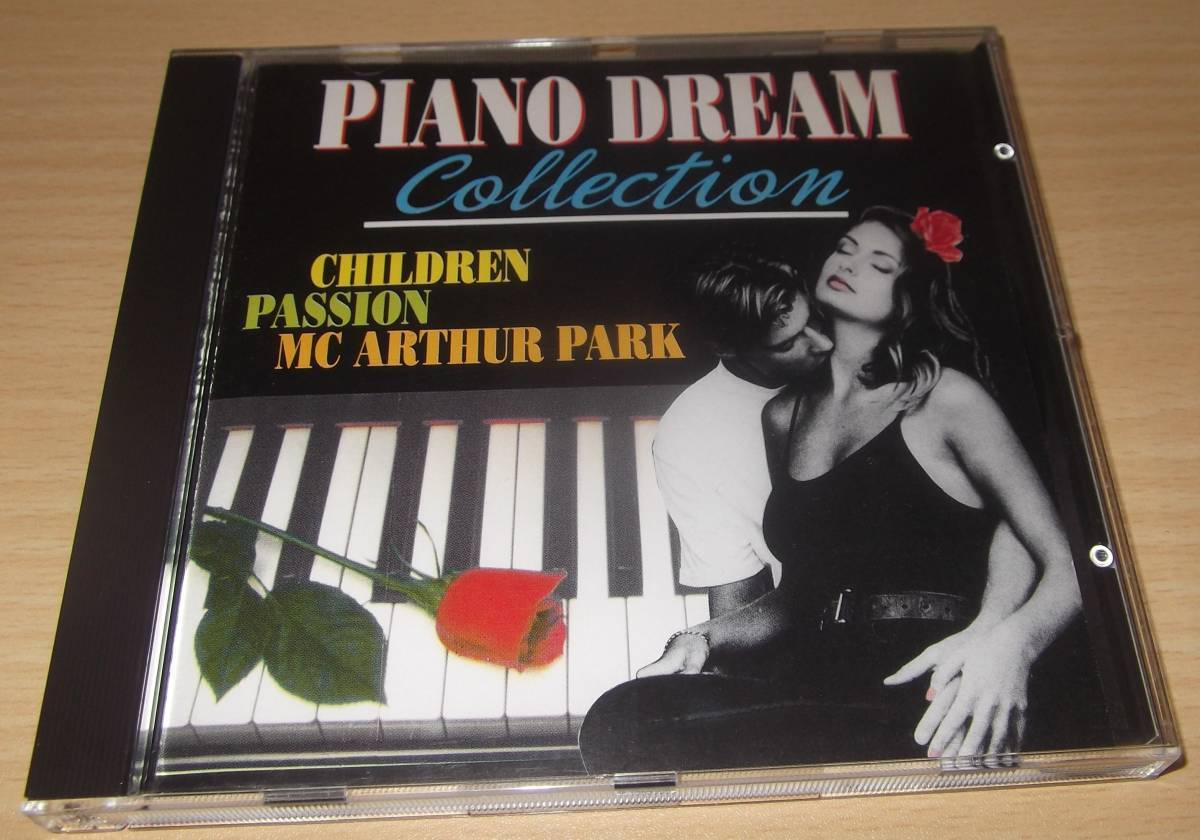 PIANO DREAM
Collection
CHILDREN
PASSION
MC ARTHUR PARK